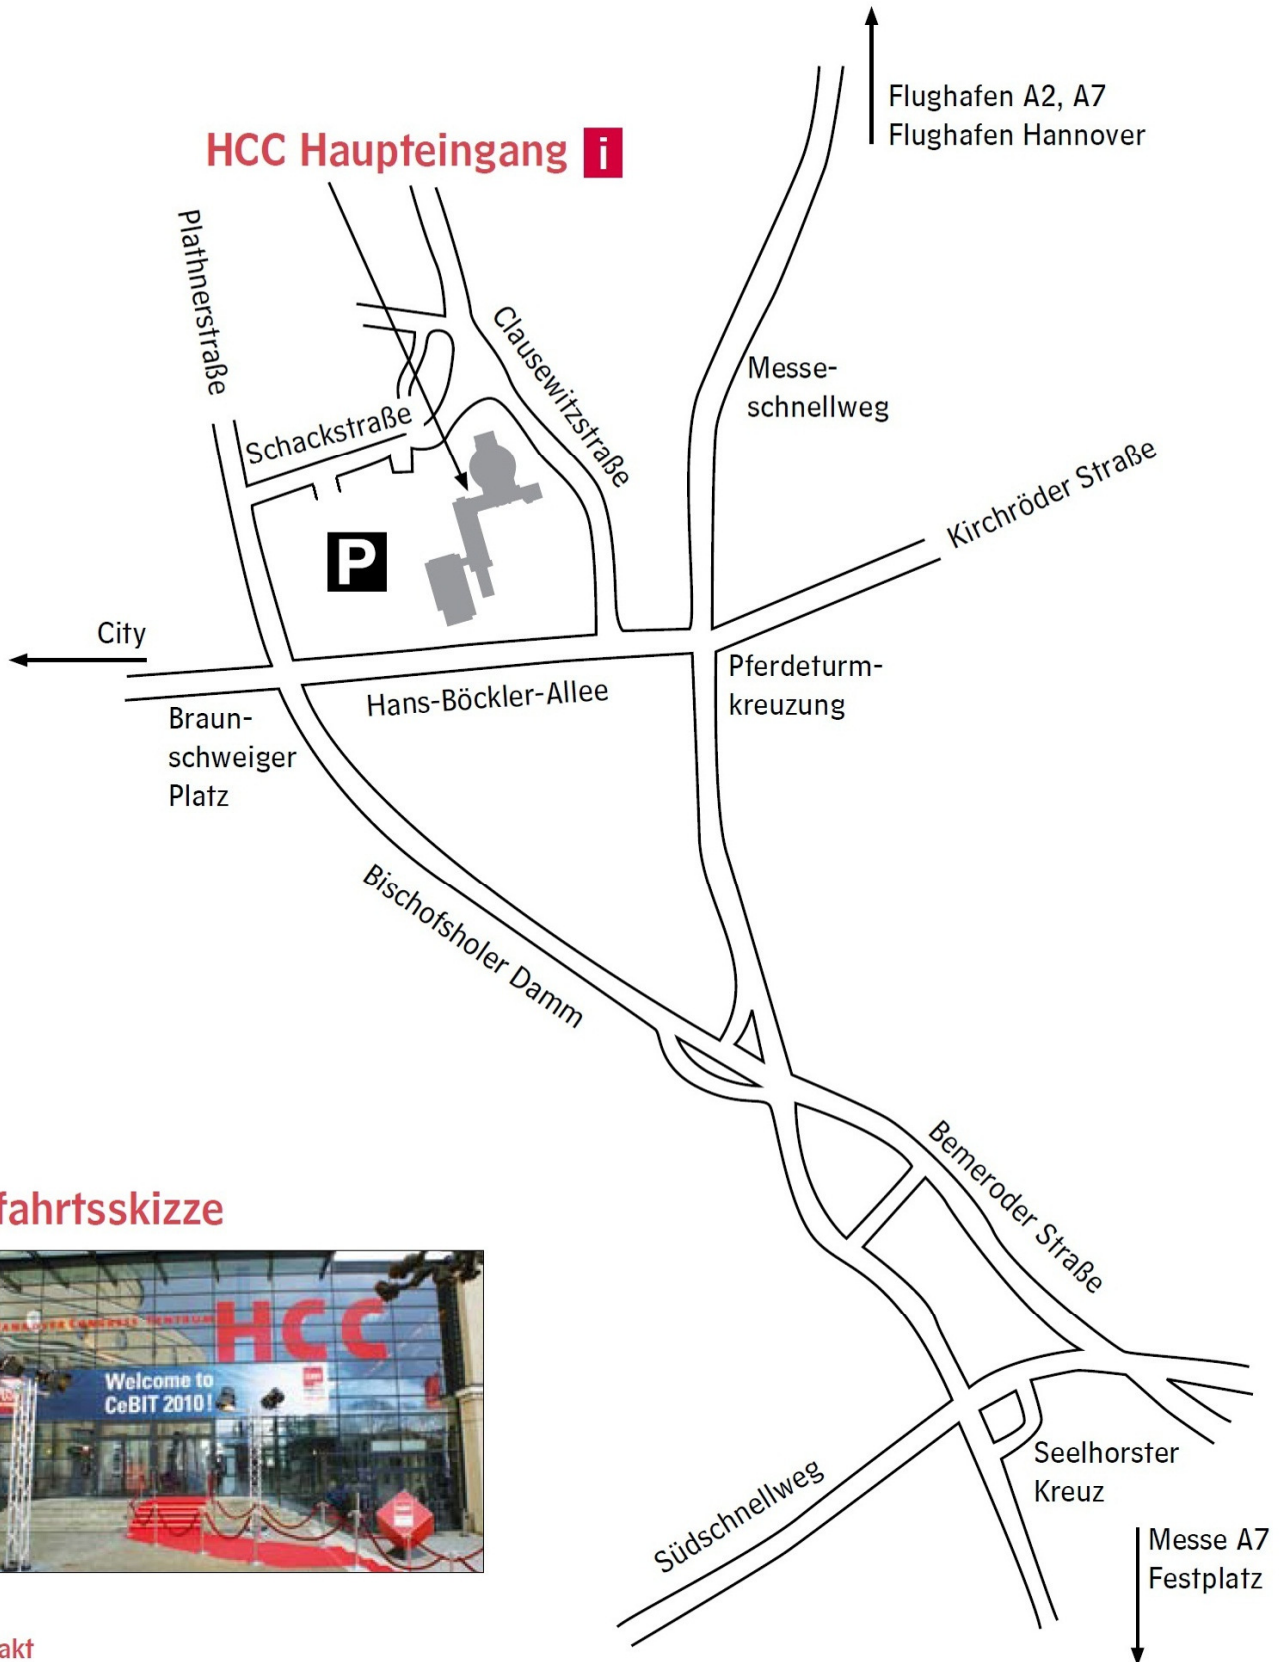 Flughafen A2, A7
Flughafen Hannover
HCC Haupteingang i
Plathnerstraße
Clausewitzstraße
Schackstraße
Messe-
schnellweg
Kirchröder Straße
P
City
Hans-Böckler-Allee
Pferdeturm-
kreuzung
Braun-
schweiger
Platz
Bischofsholer Damm
Bemeroder Straße
fahrtsskizze
HCC
Welcome to
CeBIT 2010!
Seelhorster
Kreuz
Südschnellweg
Messe A7
Festplatz
akt